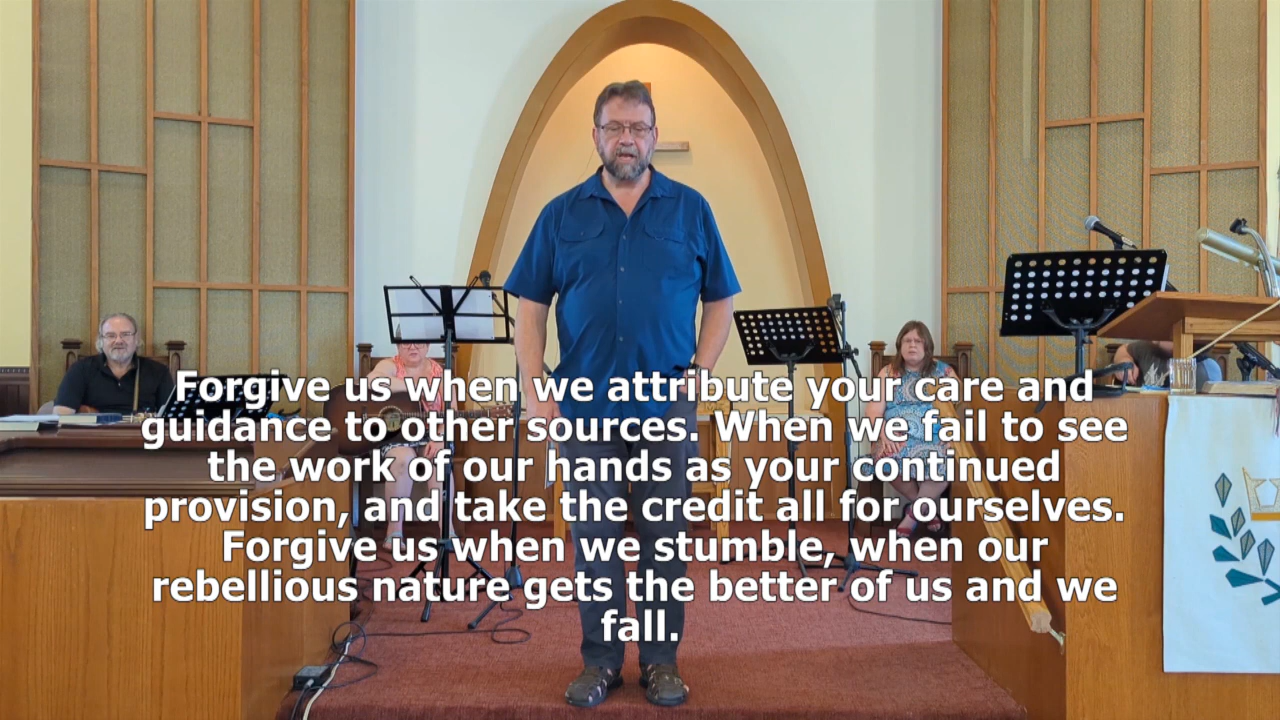 Forgive us when we attribute your care and
guidance to other sources. When we fail to see
the work of our hands as your continued
provision, and take the credit all for ourselves.
Forgive us when we stumble, when our
rebellious nature gets the better of us and we
fall.